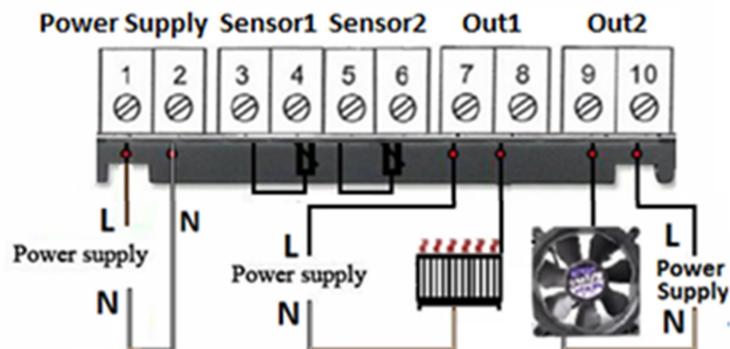 Power Supply Sensor1 Sensor2 Out1 Out2
1 2 3 4 5 6 7 8 9 10
L N
Power supply
N
L
Power supply
N
L
Power
Supply
N